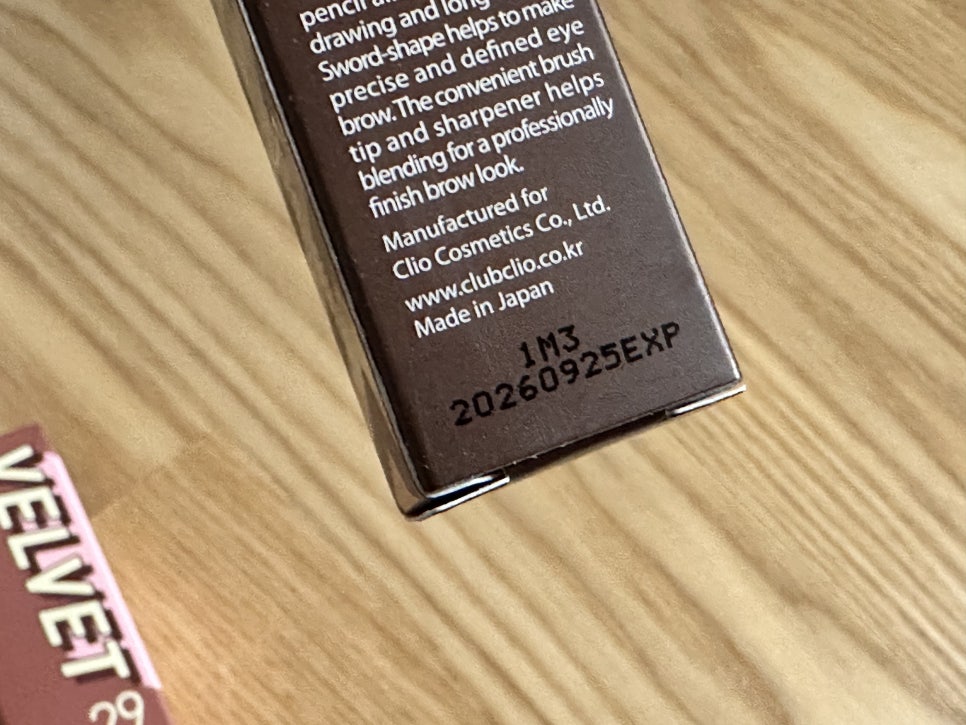 pencil
drawing and long
Sword-shape helps to make
precise and defined eye
brow. The convenient brush
tip and sharpener helps
blending for a professionally
finish brow look.
Manufactured for
Clio Cosmetics Co., Ltd.
www.clubclio.co.kr
Made in Japan
1M3
20260925EXP
VELVET
29